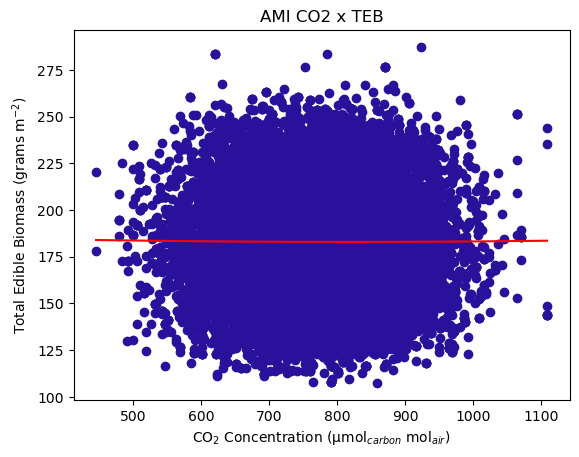 AMI CO2 x TEB
Total Edible Biomass (grams m⁻²)
275
250
225
200
175
150
125
100
500 600 700 800 900 1000 1100
CO₂ Concentration (μmol_carbon mol_air)